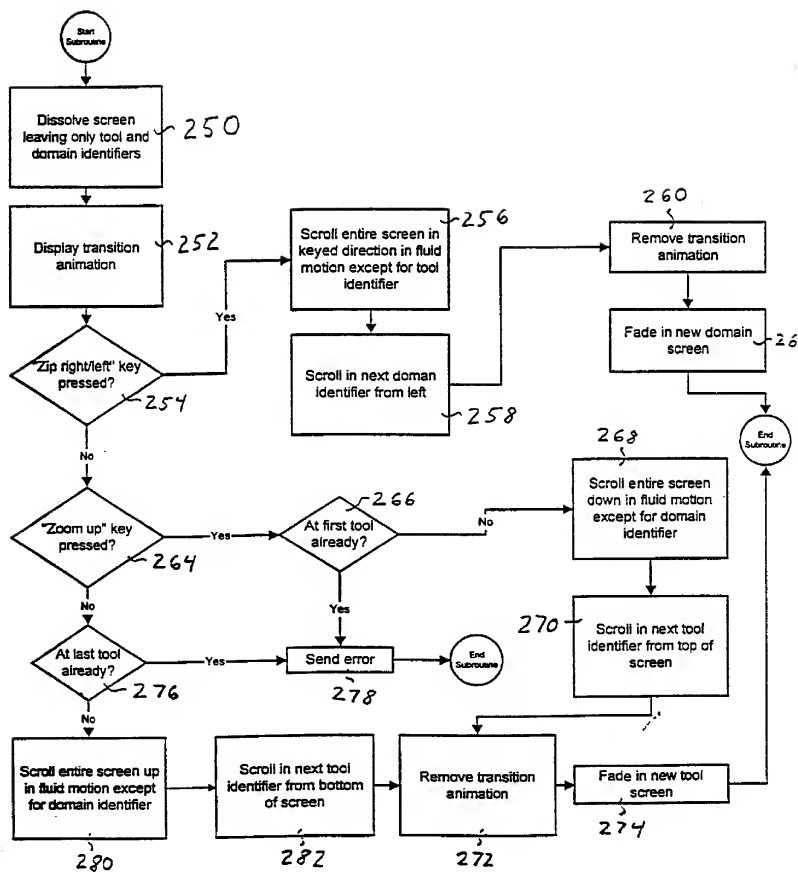 Start
Subroutine
Dissolve screen
leaving only tool and
domain identifiers
250
Display transition
animation
252
"Zip right/left" key
pressed?
254
Yes
No
256
Scroll entire screen in
keyed direction in fluid
motion except for tool
identifier
Scroll in next doman
identifier from left
258
260
Remove transition
animation
Fade in new domain
screen
26
End
Subroutine
"Zoom up" key
pressed?
264
Yes
No
266
At first tool
already?
No
Yes
268
Scroll entire screen
down in fluid motion
except for domain
identifier
270
Scroll in next tool
identifier from top of
screen
At last tool
already?
276
Yes
No
Send error
278
End
Subroutine
Scroll entire screen up
in fluid motion except
for domain identifier
280
Scroll in next tool
identifier from bottom
of screen
282
Remove transition
animation
272
Fade in new tool
screen
274